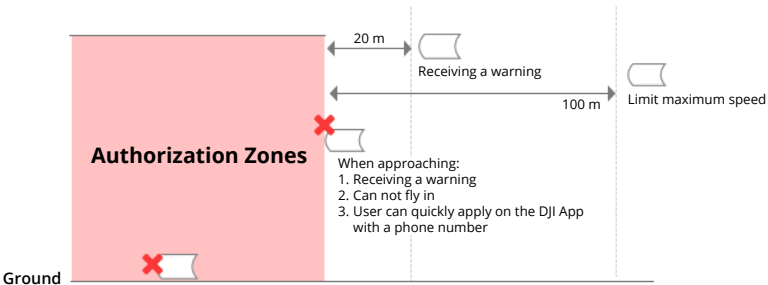 20 m
Receiving a warning
100 m
Limit maximum speed
Authorization Zones
When approaching:
1. Receiving a warning
2. Can not fly in
3. User can quickly apply on the DJI App
with a phone number
Ground